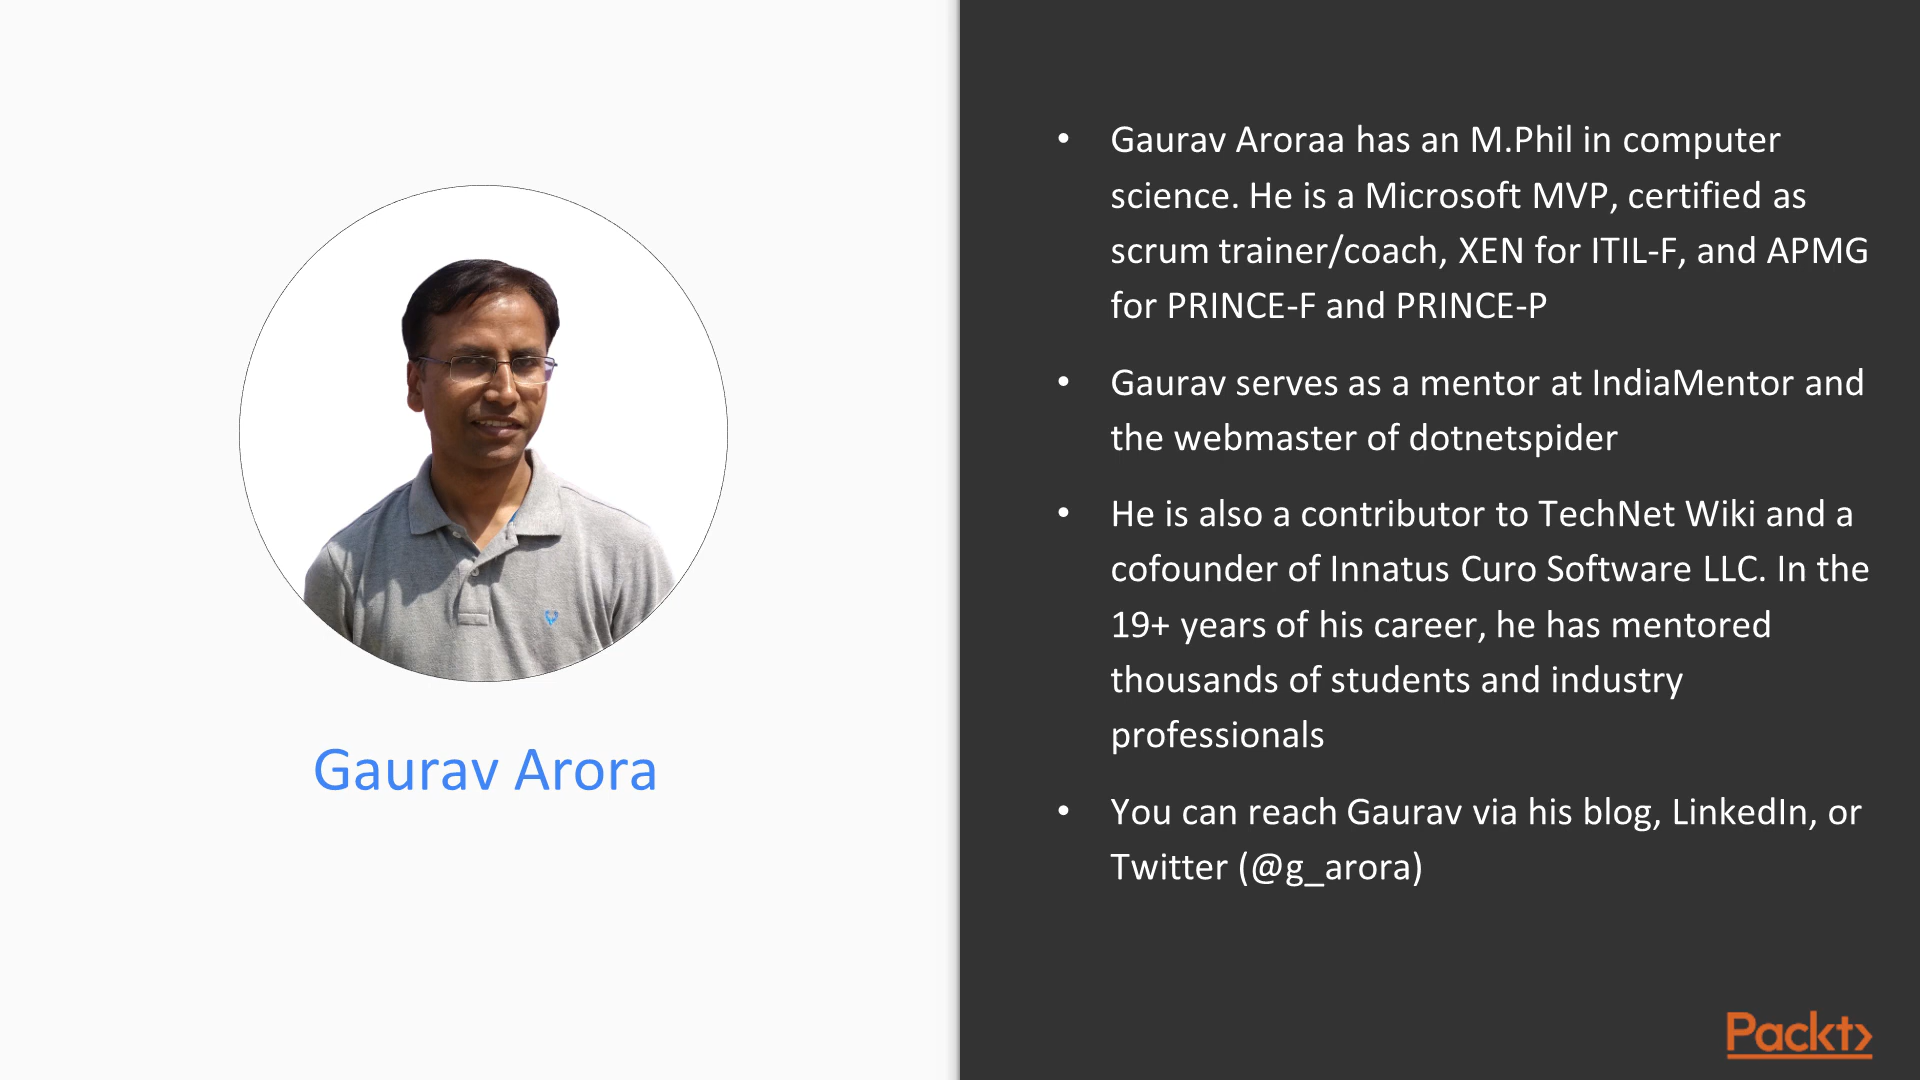 Gaurav Arora
• Gaurav Aroraa has an M.Phil in computer
science. He is a Microsoft MVP, certified as
scrum trainer/coach, XEN for ITIL-F, and APMG
for PRINCE-F and PRINCE-P
• Gaurav serves as a mentor at IndiaMentor and
the webmaster of dotnetspider
• He is also a contributor to TechNet Wiki and a
cofounder of Innatus Curo Software LLC. In the
19+ years of his career, he has mentored
thousands of students and industry
professionals
• You can reach Gaurav via his blog, LinkedIn, or
Twitter (@g_arora)
Packt>